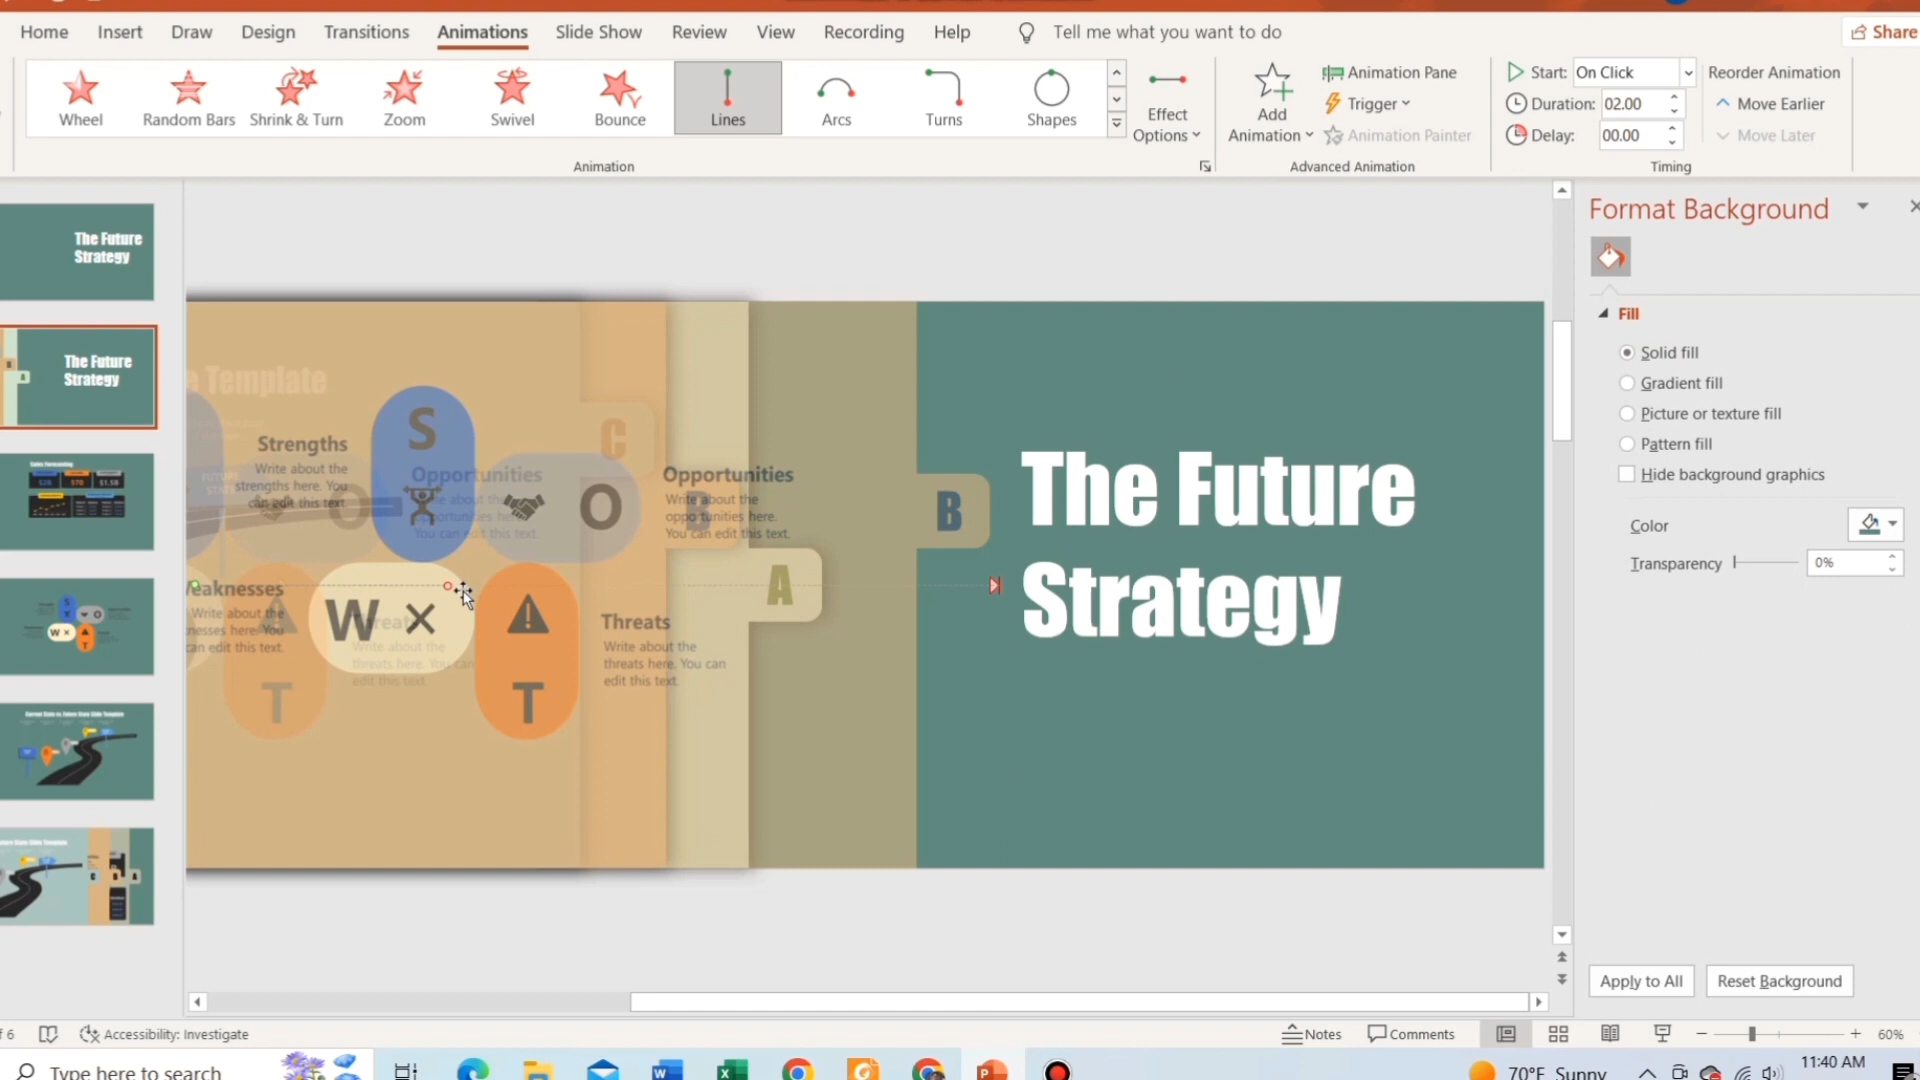 Home Insert Draw Design Transitions Animations Slide Show Review View Recording Help Tell me what you want to do Share
Wheel Random Bars Shrink & Turn Zoom Swivel Bounce Lines Arcs Turns Shapes
Effect Options
Add Animation
Animation Pane
Trigger
Animation Painter
Start: On Click
Duration: 02.00
Delay: 00.00
Reorder Animation
Move Earlier
Move Later
Animation
Advanced Animation
Timing
The Future
Strategy
The Future
Strategy
Template
Strengths
Write about the
strengths here. You
can edit this text.
S
Opportunities
O
Opportunities
Write about the
opportunities here.
You can edit this text.
C
B
A
B
The Future
Strategy
W
Write about the
can edit this text.
T
T
Threats
Write about the
threats here. You can
edit this text.
Format Background
Fill
Solid fill
Gradient fill
Picture or texture fill
Pattern fill
Hide background graphics
Color
Transparency 0%
Apply to All Reset Background
Accessibility: Investigate
Notes Comments 60%
Type here to search
70°F Sunny
11:40 AM